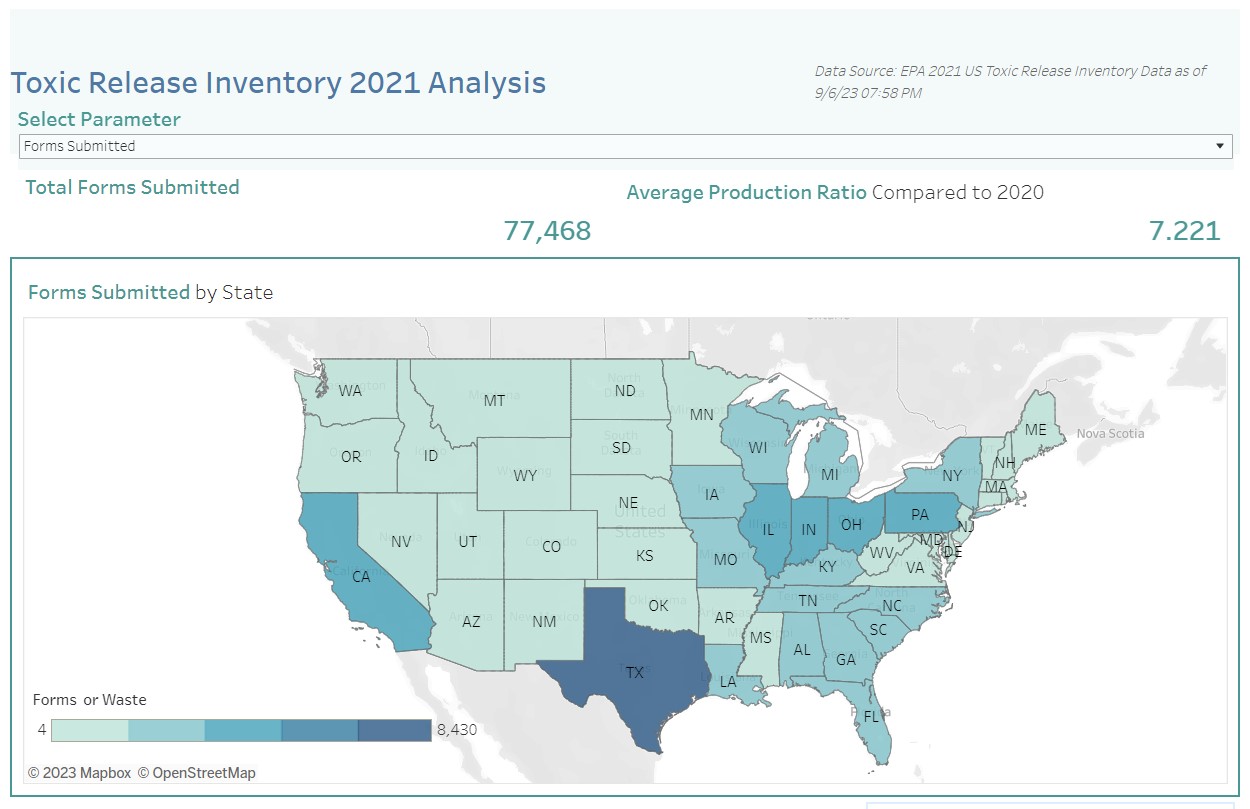 Toxic Release Inventory 2021 Analysis
Data Source: EPA 2021 US Toxic Release Inventory Data as of
9/6/23 07:58 PM
Select Parameter
Forms Submitted
Total Forms Submitted
Average Production Ratio Compared to 2020
77,468
7.221
Forms Submitted by State
WA
MT
ND
MN
OR
ID
WY
SD
WI
MI
ME
Nova Scotia
NH
NY
MA
NE
IA
United
States
NV
UT
CO
KS
MO
IL
IN
OH
PA
NJ
MD
DE
WV
VA
KY
CA
AZ
NM
OK
AR
TN
NC
SC
MS
AL
GA
TX
LA
FL
Forms or Waste
4
8,430
© 2023 Mapbox © OpenStreetMap